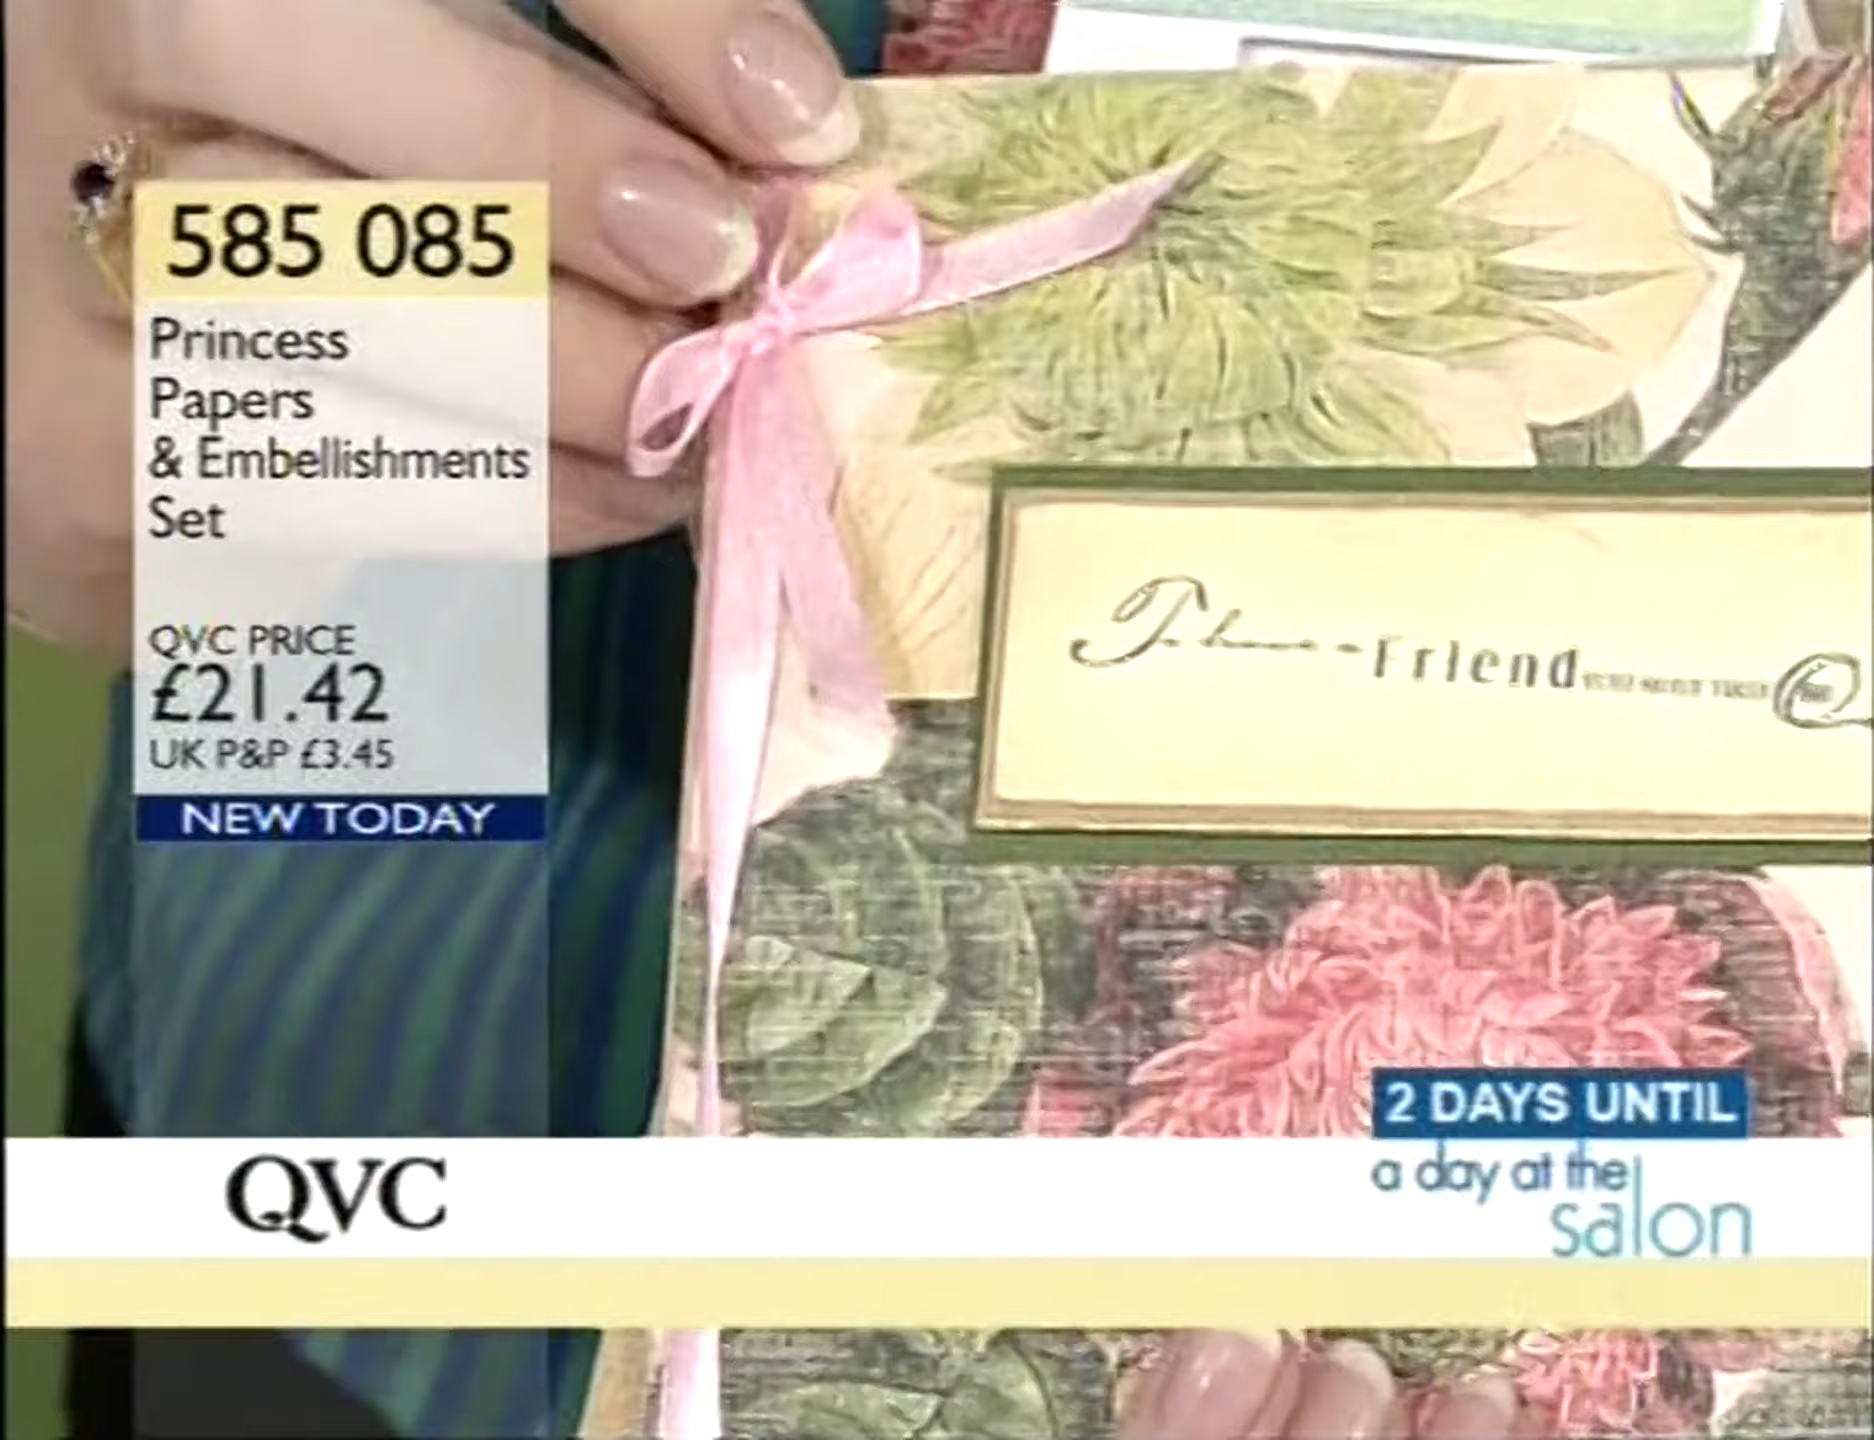 585 085
Princess
Papers
& Embellishments
Set
QVC PRICE
£21.42
UK P&P £3.45
NEW TODAY
Friend
2 DAYS UNTIL
a day at the
salon
QVC